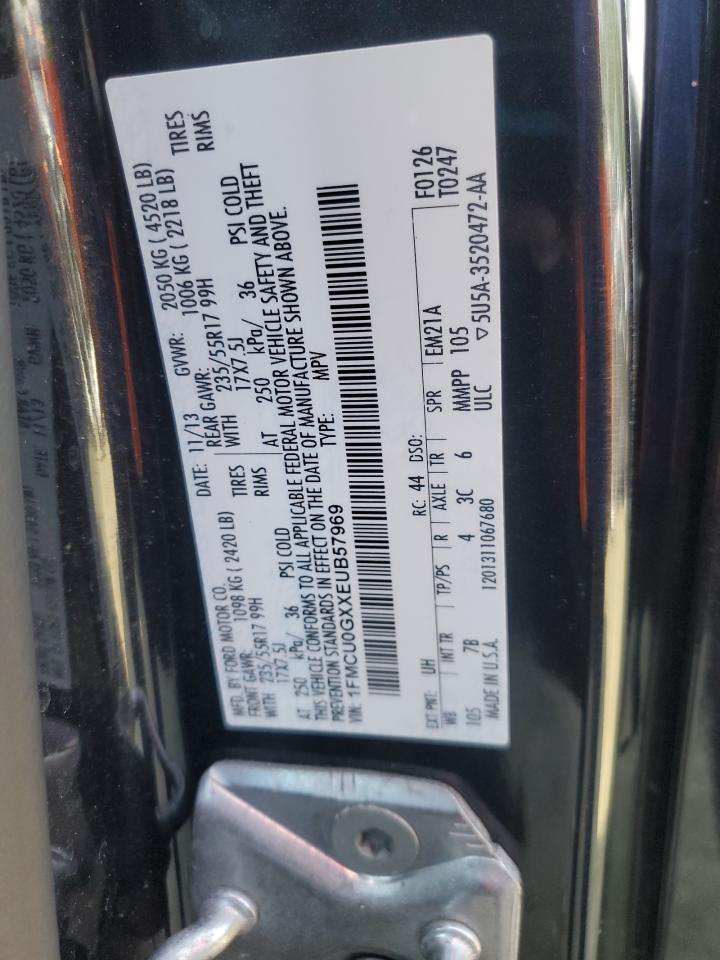 MFD. BY FORD MOTOR CO. DATE: 11/13 GVWR: 2050 KG ( 4520 LB)
FRONT GAWR: 1098 KG ( 2420 LB) REAR GAWR: 1006 KG ( 2218 LB)
WITH 235/55R17 99H TIRES WITH 235/55R17 99H TIRES
17X7.5J RIMS 17X7.5J RIMS
AT 250 kPa/ 36 PSI COLD AT 250 kPa/ 36 PSI COLD
THIS VEHICLE CONFORMS TO ALL APPLICABLE FEDERAL MOTOR VEHICLE SAFETY AND THEFT
PREVENTION STANDARDS IN EFFECT ON THE DATE OF MANUFACTURE SHOWN ABOVE.
VIN: 1FMCU0GXXEUB57969 TYPE: MPV
F0126
EXT PNT: UH RC: 44 DSO: T0247
WB INT TR TP/PS R AXLE TR SPR EM21A
105 7B 4 3C 6 MMPP 105
ULC
MADE IN U.S.A. 1201311067680 ▽5U5A-3520472-AA